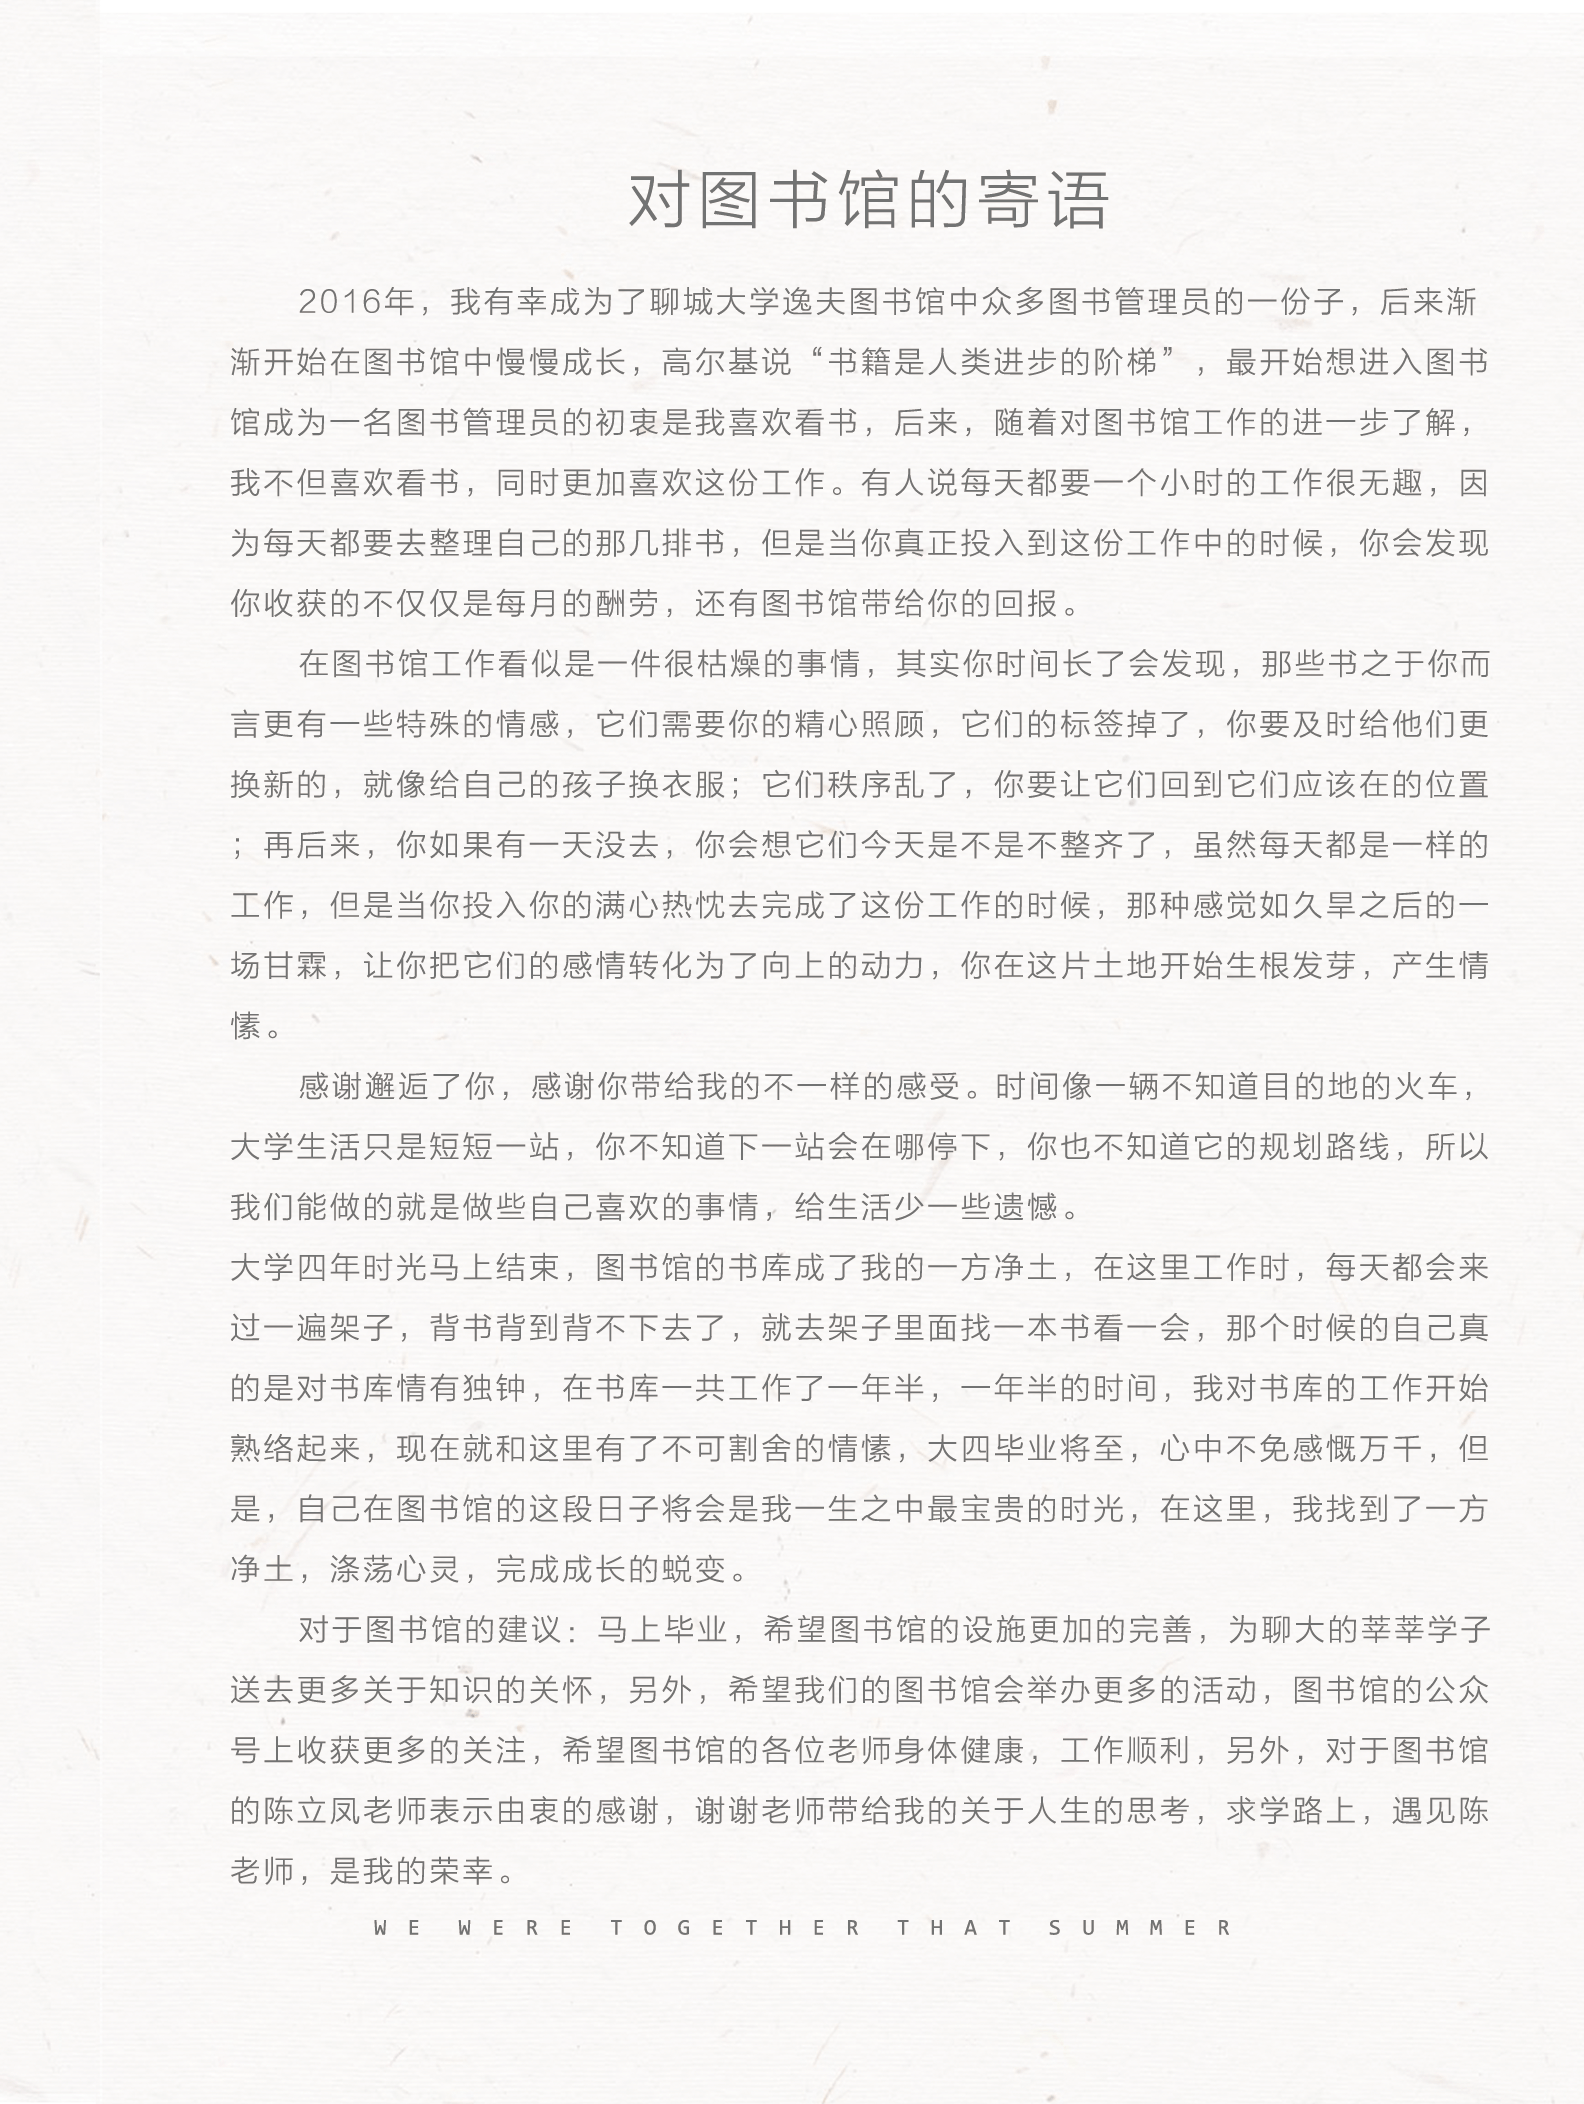 对图书馆的寄语
2016年，我有幸成为了聊城大学逸夫图书馆中众多图书管理员的一份子，后来渐
渐开始在图书馆中慢慢成长，高尔基说“书籍是人类进步的阶梯”，最开始想进入图书
馆成为一名图书管理员的初衷是我喜欢看书，后来，随着对图书馆工作的进一步了解，
我不但喜欢看书，同时更加喜欢这份工作。有人说每天都要一个小时的工作很无趣，因
为每天都要去整理自己的那几排书，但是当你真正投入到这份工作中的时候，你会发现
你收获的不仅仅是每月的酬劳，还有图书馆带给你的回报。
在图书馆工作看似是一件很枯燥的事情，其实你时间长了会发现，那些书之于你而
言更有一些特殊的情感，它们需要你的精心照顾，它们的标签掉了，你要及时给他们更
换新的，就像给自己的孩子换衣服；它们秩序乱了，你要让它们回到它们应该在的位置
；再后来，你如果有一天没去，你会想它们今天是不是不整齐了，虽然每天都是一样的
工作，但是当你投入你的满心热忱去完成了这份工作的时候，那种感觉如久旱之后的一
场甘霖，让你把它们的感情转化为了向上的动力，你在这片土地开始生根发芽，产生情
愫。
感谢邂逅了你，感谢你带给我的不一样的感受。时间像一辆不知道目的地的火车，
大学生活只是短短一站，你不知道下一站会在哪停下，你也不知道它的规划路线，所以
我们能做的就是做些自己喜欢的事情，给生活少一些遗憾。
大学四年时光马上结束，图书馆的书库成了我的一方净土，在这里工作时，每天都会来
过一遍架子，背书背到背不下去了，就去架子里面找一本书看一会，那个时候的自己真
的是对书库情有独钟，在书库一共工作了一年半，一年半的时间，我对书库的工作开始
熟络起来，现在就和这里有了不可割舍的情愫，大四毕业将至，心中不免感慨万千，但
是，自己在图书馆的这段日子将会是我一生之中最宝贵的时光，在这里，我找到了一方
净土，涤荡心灵，完成成长的蜕变。
对于图书馆的建议：马上毕业，希望图书馆的设施更加的完善，为聊大的莘莘学子
送去更多关于知识的关怀，另外，希望我们的图书馆会举办更多的活动，图书馆的公众
号上收获更多的关注，希望图书馆的各位老师身体健康，工作顺利，另外，对于图书馆
的陈立凤老师表示由衷的感谢，谢谢老师带给我的关于人生的思考，求学路上，遇见陈
老师，是我的荣幸。
WE WERE TOGETHER THAT SUMMER